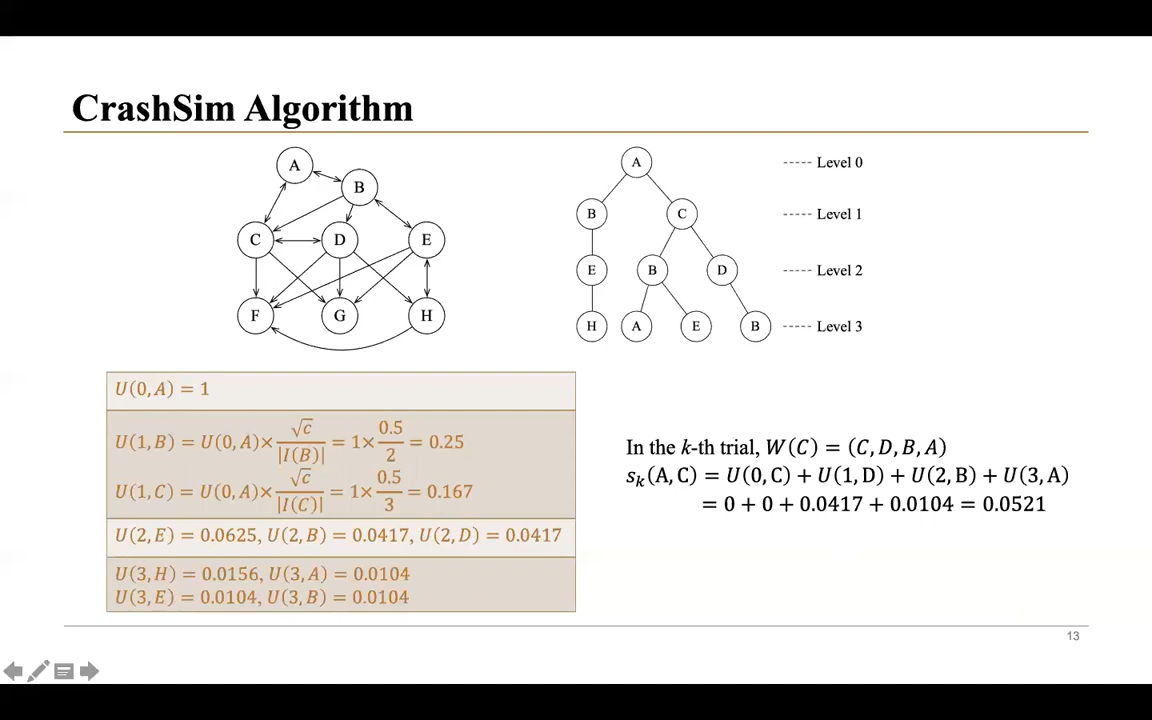 CrashSim Algorithm
A
B
C
D
E
F
G
H
A
B
C
E
B
D
H
A
E
B
----- Level 0
----- Level 1
----- Level 2
----- Level 3
U(0, A) = 1
U(1, B) = U(0, A)× √c / |I(B)| = 1× 0.5 / 2 = 0.25
U(1, C) = U(0, A)× √c / |I(C)| = 1× 0.5 / 3 = 0.167
U(2, E) = 0.0625, U(2, B) = 0.0417, U(2, D) = 0.0417
U(3, H) = 0.0156, U(3, A) = 0.0104
U(3, E) = 0.0104, U(3, B) = 0.0104
In the k-th trial, W(C) = (C, D, B, A)
sₖ(A, C) = U(0, C) + U(1, D) + U(2, B) + U(3, A)
= 0 + 0 + 0.0417 + 0.0104 = 0.0521
13